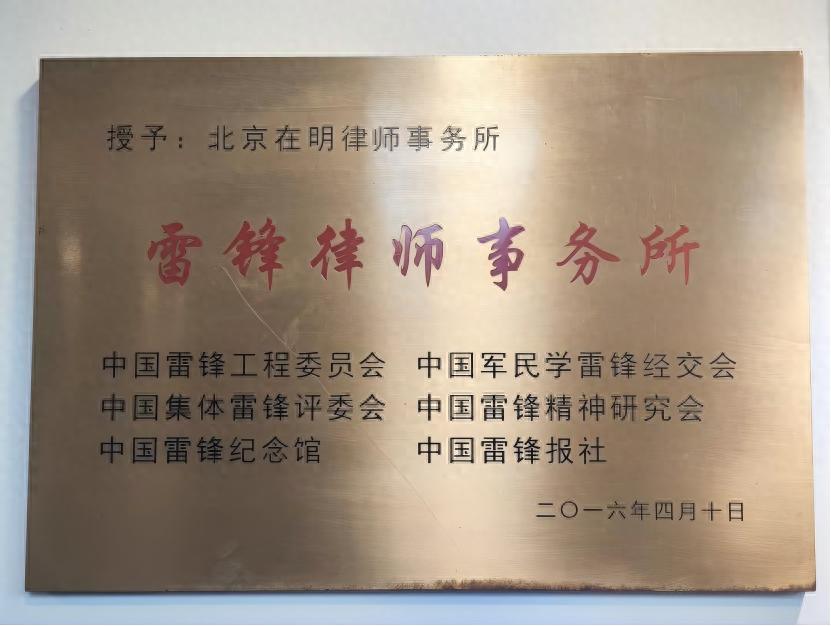 授予：北京在明律师事务所
雷锋律师事务所
中国雷锋工程委员会 中国军民学雷锋经交会
中国集体雷锋评委会 中国雷锋精神研究会
中国雷锋纪念馆 中国雷锋报社
二〇一六年四月十日